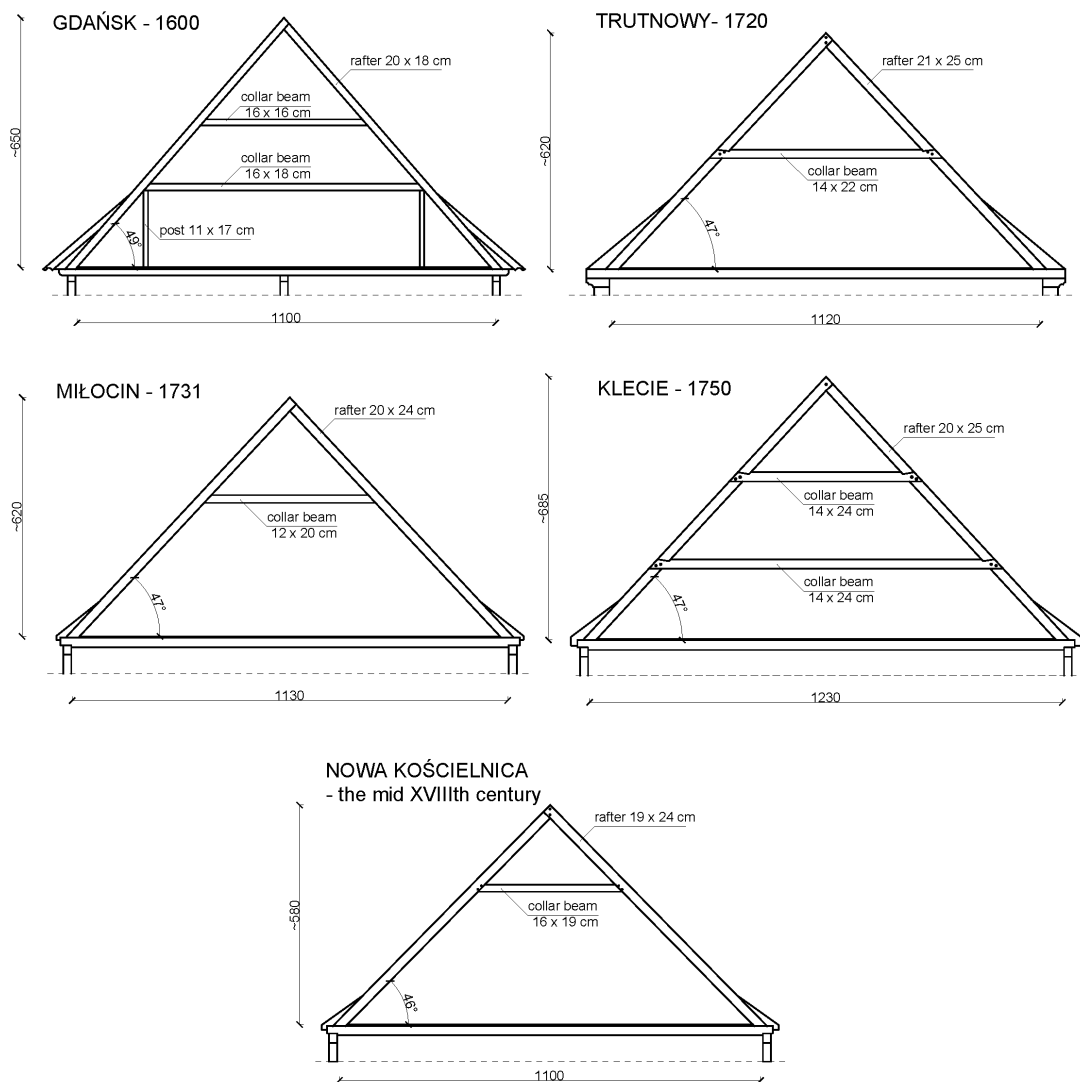 GDAŃSK - 1600
rafter 20 x 18 cm
collar beam
16 x 16 cm
collar beam
16 x 18 cm
post 11 x 17 cm
49°
~650
1100
TRUTNOWY- 1720
rafter 21 x 25 cm
collar beam
14 x 22 cm
47°
~620
1120
MIŁOCIN - 1731
rafter 20 x 24 cm
collar beam
12 x 20 cm
47°
~620
1130
KLECIE - 1750
rafter 20 x 25 cm
collar beam
14 x 24 cm
collar beam
14 x 24 cm
47°
~685
1230
NOWA KOŚCIELNICA
- the mid XVIIIth century
rafter 19 x 24 cm
collar beam
16 x 19 cm
46°
~580
1100